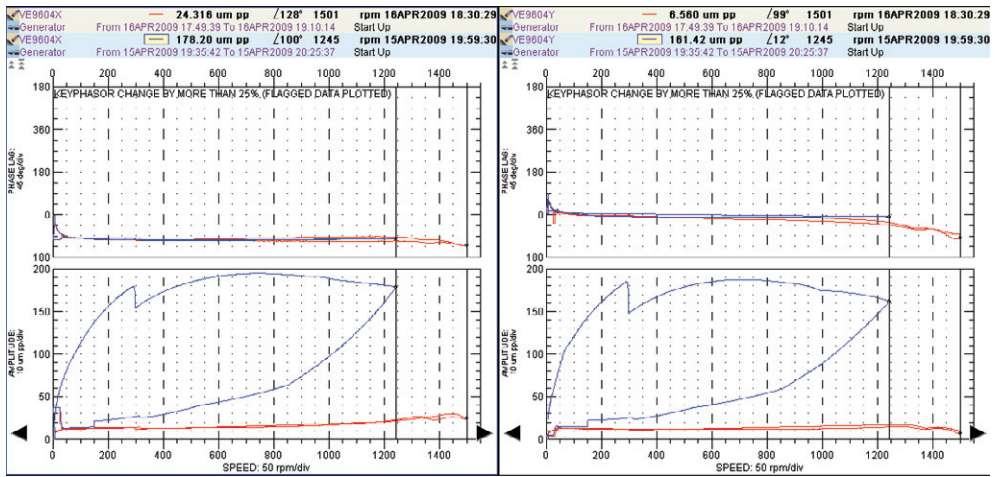 VE9604X — 24.316 um pp /128° 1501 rpm 16APR2009 18.30.29
Generator From 16APR2009 17.49.39 To 16APR2009 19.10.14 Start Up
VE9604X — 178.20 um pp /100° 1245 rpm 15APR2009 19.59.30
Generator From 15APR2009 19:35:42 To 15APR2009 20:25:37 Start Up
0 200 400 600 800 1000 1200 1400
KEYPHASOR CHANGE BY MORE THAN 25% (FLAGGED DATA PLOTTED)
180
360
180
0
180
PHASE LAG:
45 deg/div
200
150
100
50
0
AMPLITUDE:
10 um pp/div
0 200 400 600 800 1000 1200 1400
SPEED: 50 rpm/div
VE9604Y — 6.560 um pp /99° 1501 rpm 16APR2009 18.30.29
Generator From 16APR2009 17.49.39 To 16APR2009 19.10.14 Start Up
VE9604Y — 161.42 um pp /12° 1245 rpm 15APR2009 19.59.30
Generator From 15APR2009 19:35:42 To 15APR2009 20:25:37 Start Up
0 200 400 600 800 1000 1200 1400
KEYPHASOR CHANGE BY MORE THAN 25% (FLAGGED DATA PLOTTED)
180
360
180
0
180
PHASE LAG:
45 deg/div
200
150
100
50
0
AMPLITUDE:
10 um pp/div
0 200 400 600 800 1000 1200 1400
SPEED: 50 rpm/div